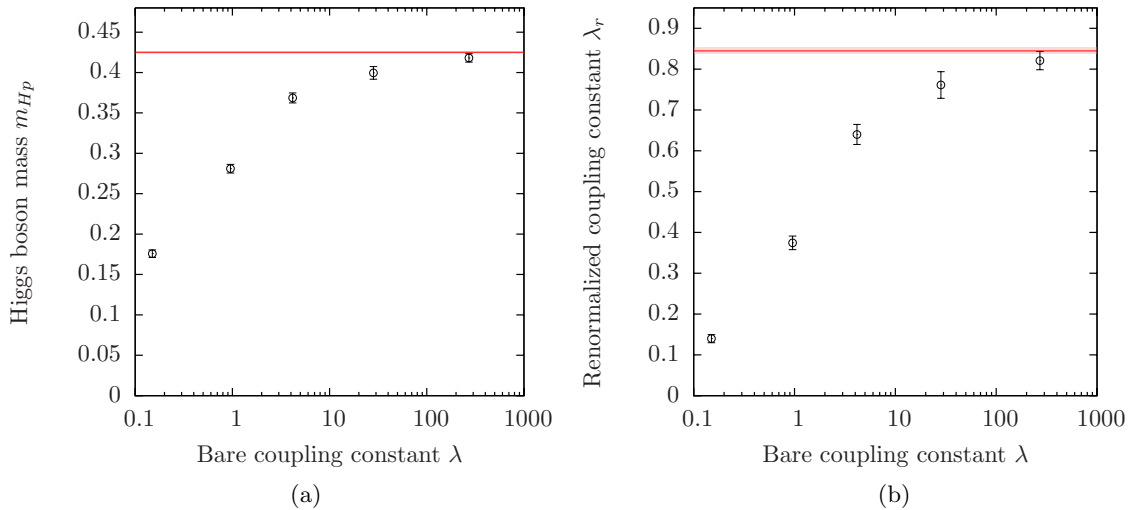 Higgs boson mass m_{Hp}
0.45
0.4
0.35
0.3
0.25
0.2
0.15
0.1
0.05
0
0.1 1 10 100 1000
Bare coupling constant λ
(a)
Renormalized coupling constant λ_r
0.9
0.8
0.7
0.6
0.5
0.4
0.3
0.2
0.1
0
0.1 1 10 100 1000
Bare coupling constant λ
(b)